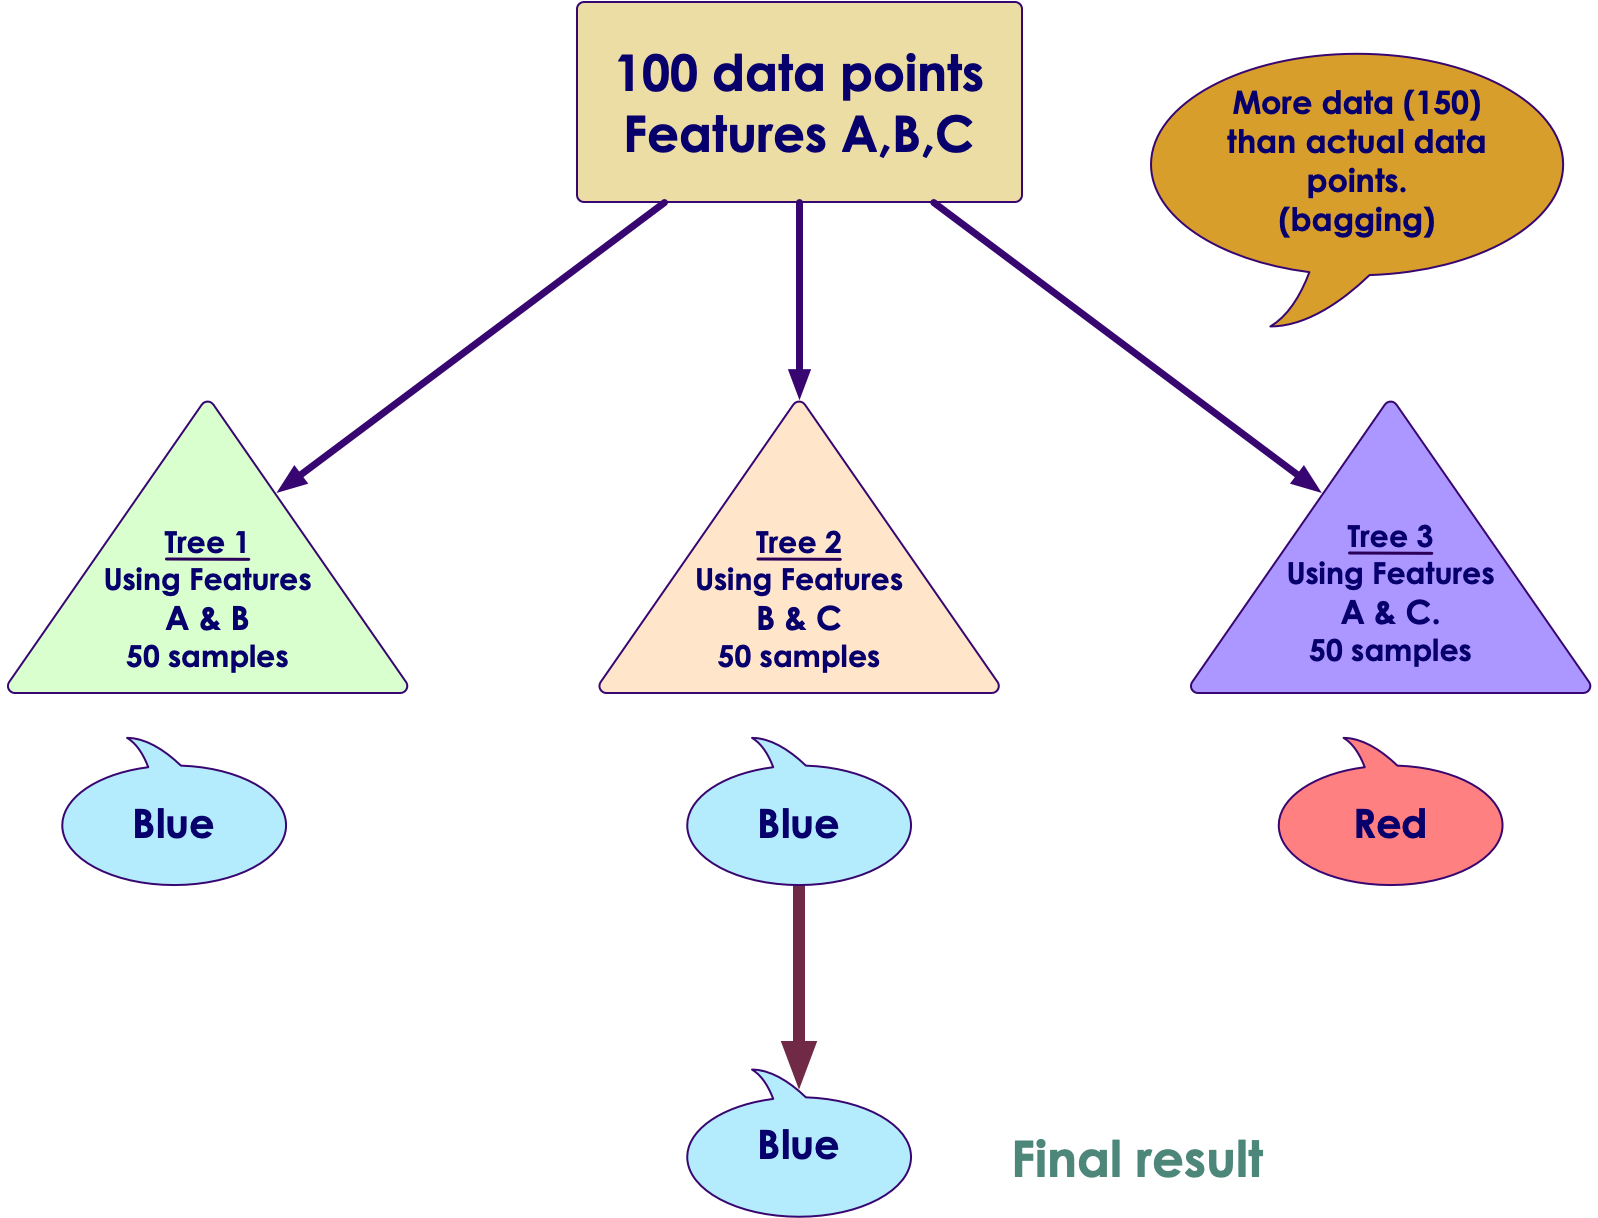 100 data points
Features A,B,C
More data (150)
than actual data
points.
(bagging)
Tree 1
Using Features
A & B
50 samples
Tree 2
Using Features
B & C
50 samples
Tree 3
Using Features
A & C.
50 samples
Blue
Blue
Red
Blue
Final result